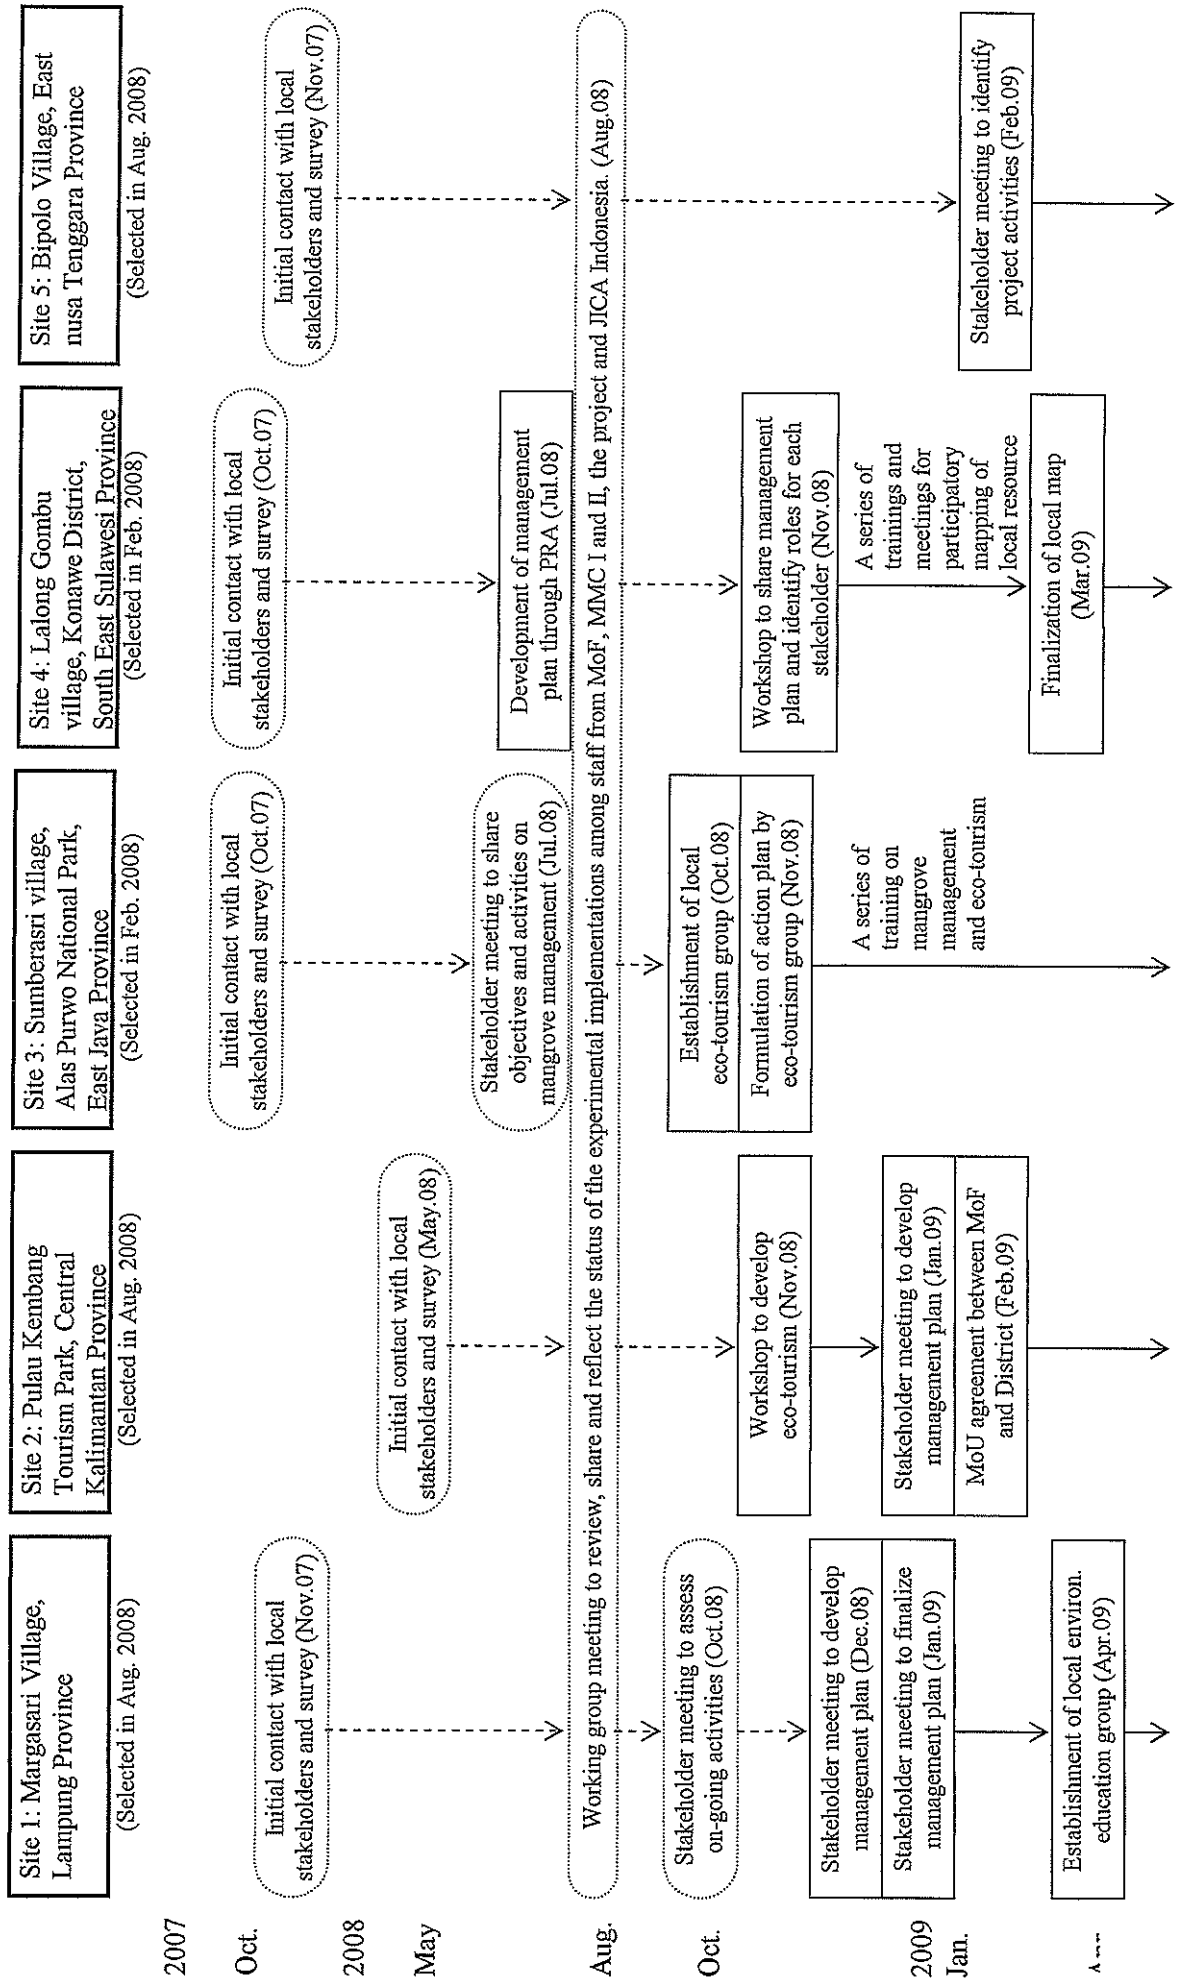 Site 1: Margasari Village,
Lampung Province
(Selected in Aug. 2008)
Site 2: Pulau Kembang
Tourism Park, Central
Kalimantan Province
(Selected in Aug. 2008)
Site 3: Sumberasri village,
Alas Purwo National Park,
East Java Province
(Selected in Feb. 2008)
Site 4: Lalong Gombu
village, Konawe District,
South East Sulawesi Province
(Selected in Feb. 2008)
Site 5: Bipolo Village, East
nusa Tenggara Province
(Selected in Aug. 2008)
2007
Oct.
Initial contact with local
stakeholders and survey (Nov.07)
Initial contact with local
stakeholders and survey (Oct.07)
Initial contact with local
stakeholders and survey (Oct.07)
Initial contact with local
stakeholders and survey (Nov.07)
2008
May
Initial contact with local
stakeholders and survey (May.08)
Stakeholder meeting to share
objectives and activities on
mangrove management (Jul.08)
Development of management
plan through PRA (Jul.08)
Aug.
Working group meeting to review, share and reflect the status of the experimental implementations among staff from MoF, MMC I and II, the project and JICA Indonesia. (Aug.08)
Oct.
Stakeholder meeting to assess
on-going activities (Oct.08)
Workshop to develop
eco-tourism (Nov.08)
Establishment of local
eco-tourism group (Oct.08)
Formulation of action plan by
eco-tourism group (Nov.08)
Workshop to share management
plan and identify roles for each
stakeholder (Nov.08)
Stakeholder meeting to develop
management plan (Dec.08)
Stakeholder meeting to finalize
management plan (Jan.09)
Stakeholder meeting to develop
management plan (Jan.09)
MoU agreement between MoF
and District (Feb.09)
A series of
training on
mangrove
management
and eco-tourism
A series of
trainings and
meetings for
participatory
mapping of
local resource
Stakeholder meeting to identify
project activities (Feb.09)
2009
Jan.
Establishment of local environ.
education group (Apr.09)
Finalization of local map
(Mar.09)